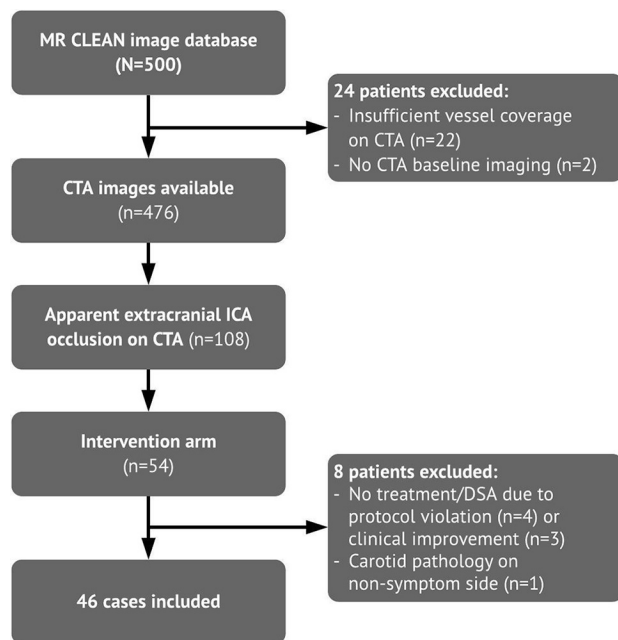 MR CLEAN image database
(N=500)
24 patients excluded:
- Insufficient vessel coverage
on CTA (n=22)
- No CTA baseline imaging (n=2)
CTA images available
(n=476)
Apparent extracranial ICA
occlusion on CTA (n=108)
Intervention arm
(n=54)
8 patients excluded:
- No treatment/DSA due to
protocol violation (n=4) or
clinical improvement (n=3)
- Carotid pathology on
non-symptom side (n=1)
46 cases included